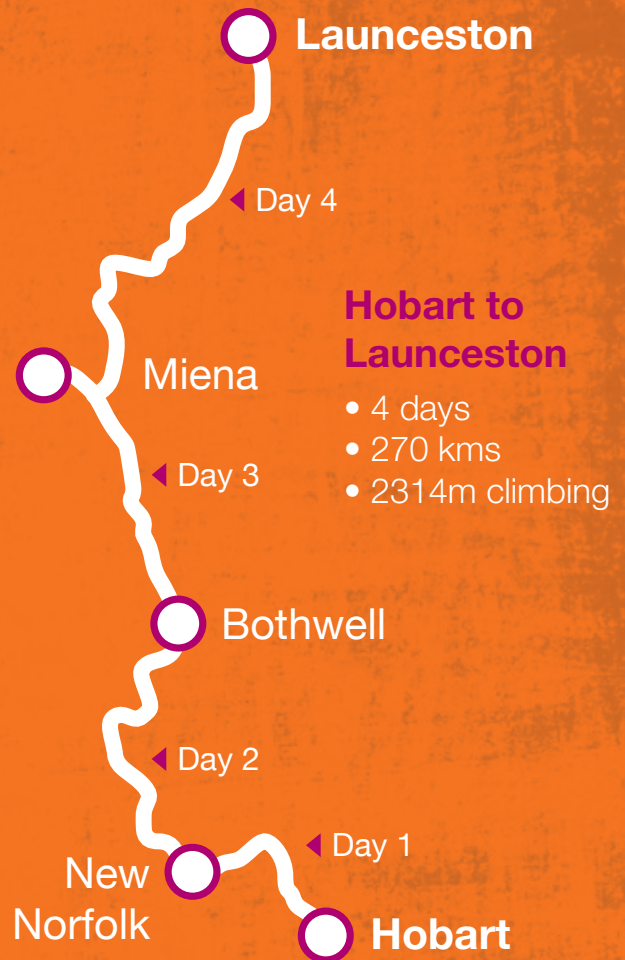 Launceston
Day 4
Hobart to
Launceston
• 4 days
• 270 kms
• 2314m climbing
Miena
Day 3
Bothwell
Day 2
Day 1
New
Norfolk
Hobart